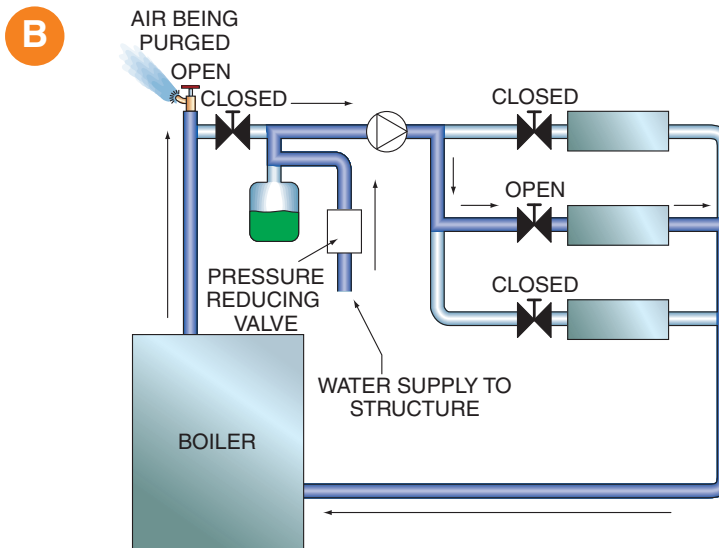 B
AIR BEING
PURGED
OPEN
CLOSED
CLOSED
OPEN
CLOSED
PRESSURE
REDUCING
VALVE
WATER SUPPLY TO
STRUCTURE
BOILER